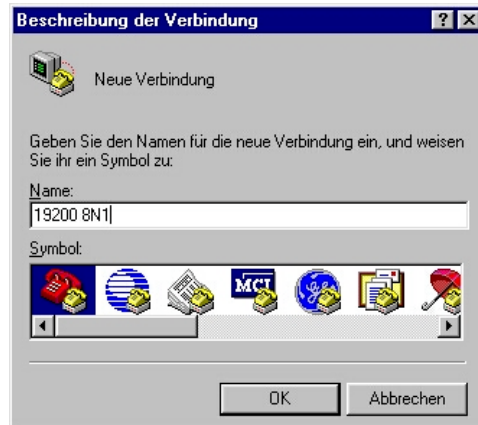 Beschreibung der Verbindung
Neue Verbindung
Geben Sie den Namen für die neue Verbindung ein, und weisen
Sie ihr ein Symbol zu:
Name:
19200 8N1
Symbol:
MCI
OK
Abbrechen